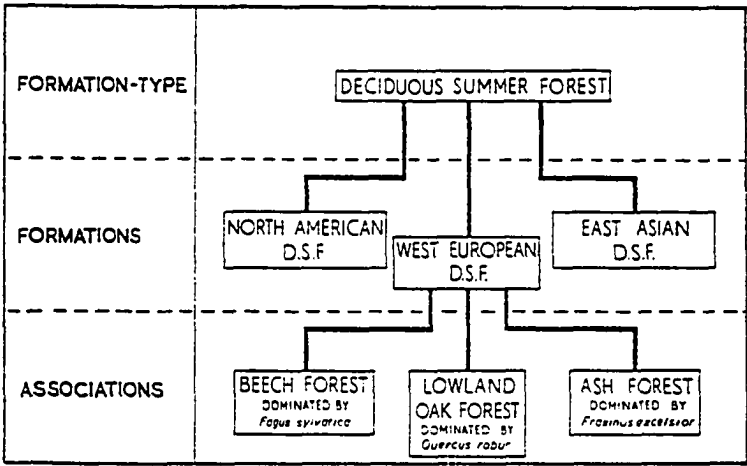 FORMATION-TYPE
DECIDUOUS SUMMER FOREST
FORMATIONS
NORTH AMERICAN
D.S.F
WEST EUROPEAN
D.S.F.
EAST ASIAN
D.S.F.
ASSOCIATIONS
BEECH FOREST
DOMINATED BY
Fagus sylvatica
LOWLAND
OAK FOREST
DOMINATED BY
Quercus robur
ASH FOREST
DOMINATED BY
Fraxinus excelsior